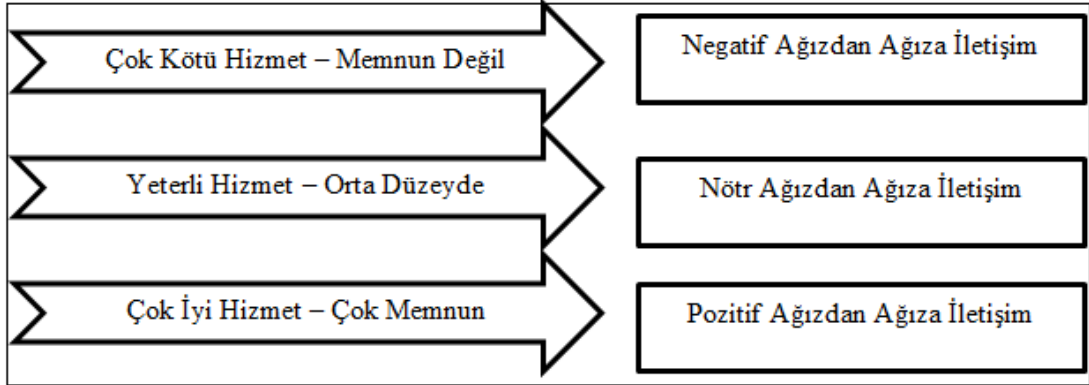 Çok Kötü Hizmet – Memnun Değil
Negatif Ağızdan Ağıza İletişim
Yeterli Hizmet – Orta Düzeyde
Nötr Ağızdan Ağıza İletişim
Çok İyi Hizmet – Çok Memnun
Pozitif Ağızdan Ağıza İletişim